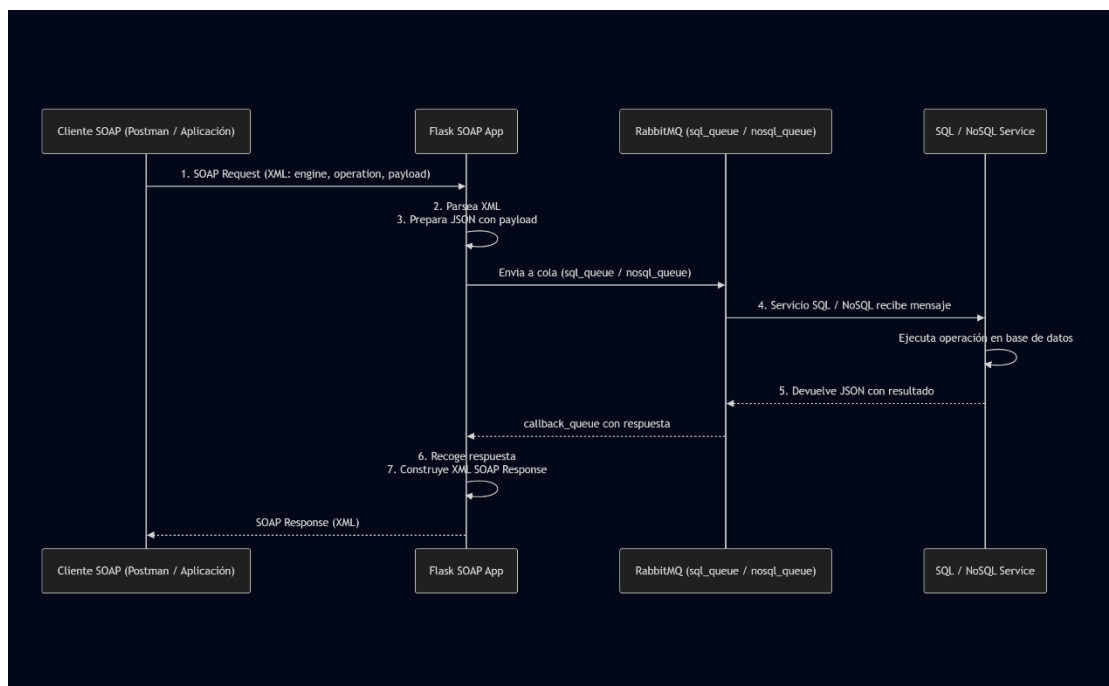 Cliente SOAP (Postman / Aplicación)
Flask SOAP App
RabbitMQ (sql_queue / nosql_queue)
SQL / NoSQL Service
1. SOAP Request (XML: engine, operation, payload)
2. Parsea XML
3. Prepara JSON con payload
Envia a cola (sql_queue / nosql_queue)
4. Servicio SQL / NoSQL recibe mensaje
Ejecuta operación en base de datos
5. Devuelve JSON con resultado
callback_queue con respuesta
6. Recoge respuesta
7. Construye XML SOAP Response
SOAP Response (XML)
Cliente SOAP (Postman / Aplicación)
Flask SOAP App
RabbitMQ (sql_queue / nosql_queue)
SQL / NoSQL Service